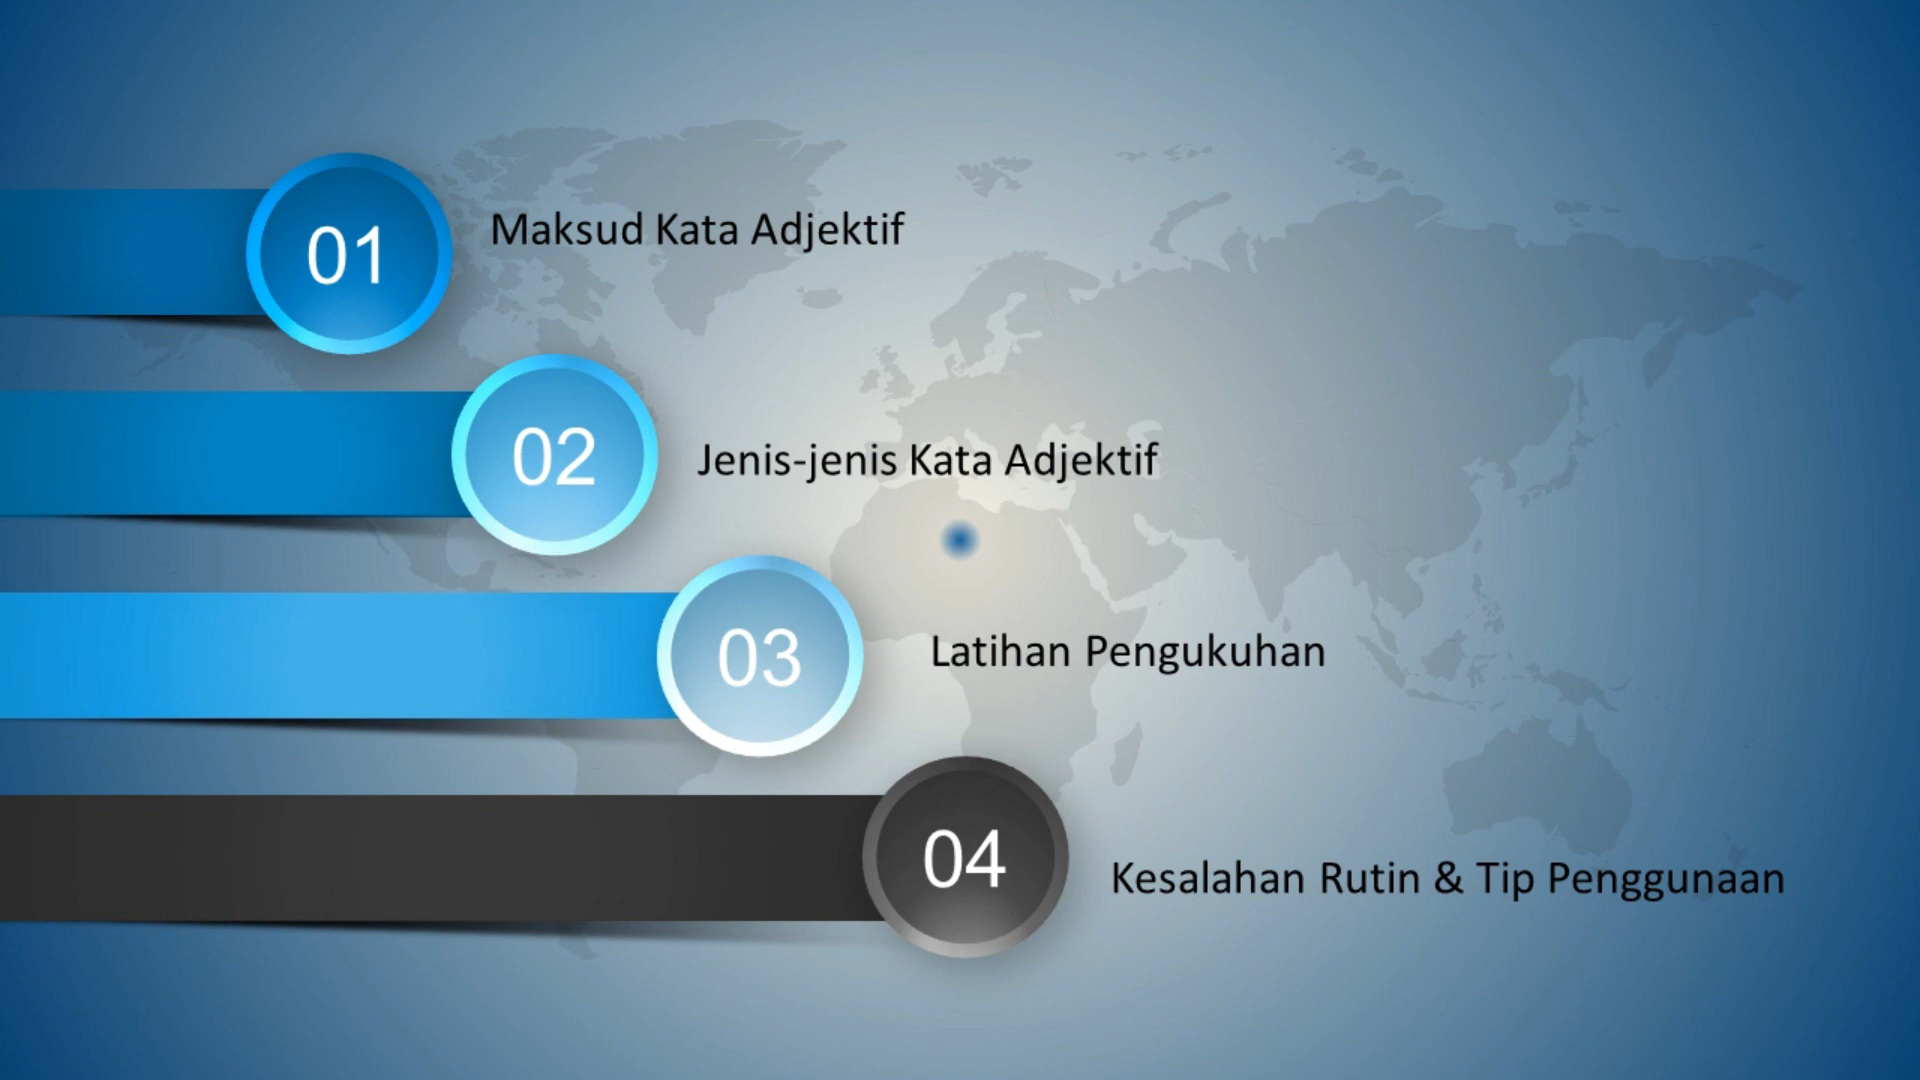 01
Maksud Kata Adjektif
02
Jenis-jenis Kata Adjektif
03
Latihan Pengukuhan
04
Kesalahan Rutin & Tip Penggunaan